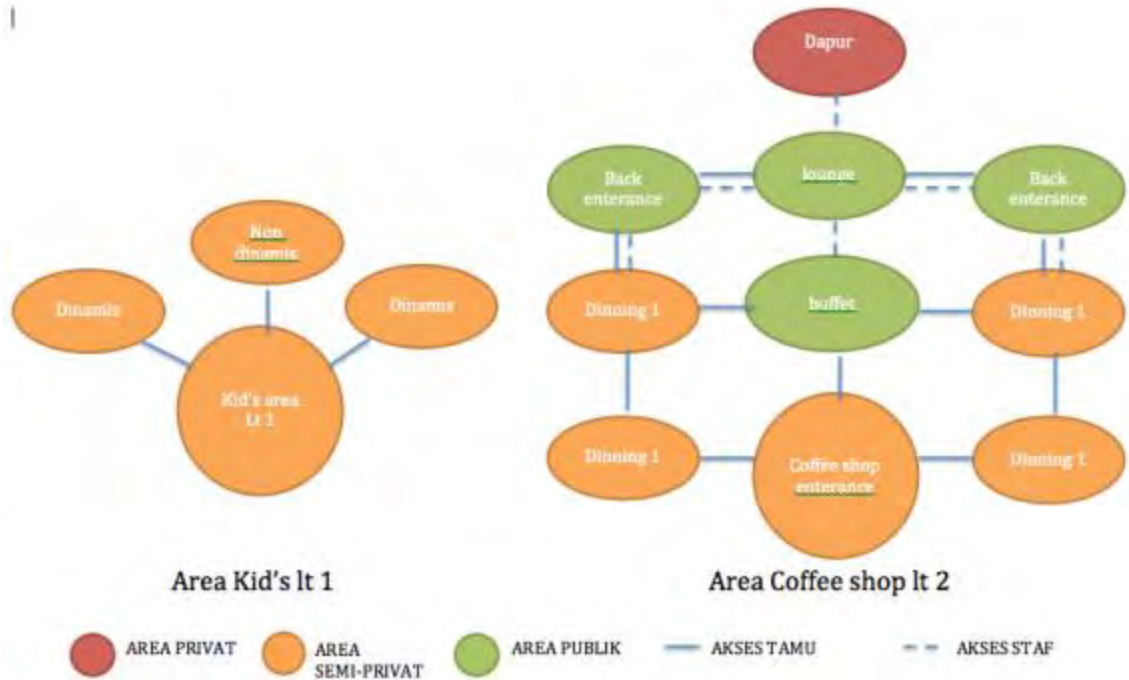 Dapur
Back
enterance
lounge
Back
enterance
Non
dinamis
Dinamis
Dinamis
Dinning 1
buffet
Dinning 1
Kid's area
Lt 1
Dinning 1
Coffee shop
enterance
Dinning 1
Area Kid's lt 1
Area Coffee shop lt 2
AREA PRIVAT
AREA
SEMI-PRIVAT
AREA PUBLIK
AKSES TAMU
AKSES STAF